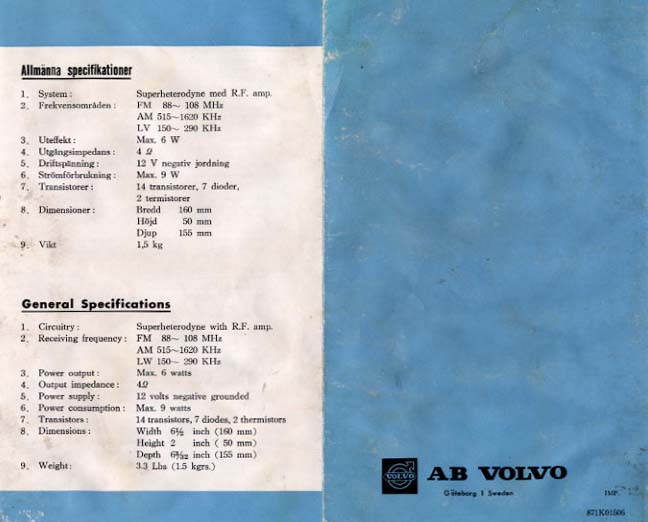 Allmänna specifikationer
1. System : Superheterodyne med R.F. amp.
2. Frekvensområden : FM 88~ 108 MHz
AM 515~1620 KHz
LV 150~ 290 KHz
3. Uteffekt : Max. 6 W
4. Utgångsimpedans : 4 Ω
5. Driftspänning : 12 V negativ jordning
6. Strömförbrukning : Max. 9 W
7. Transistorer : 14 transistorer, 7 dioder,
2 termistorer
8. Dimensioner : Bredd 160 mm
Höjd 50 mm
Djup 155 mm
9. Vikt 1,5 kg
General Specifications
1. Circuitry : Superheterodyne with R.F. amp.
2. Receiving frequency : FM 88~ 108 MHz
AM 515~1620 KHz
LW 150~ 290 KHz
3. Power output : Max. 6 watts
4. Output impedance : 4Ω
5. Power supply : 12 volts negative grounded
6. Power consumption : Max. 9 watts
7. Transistors : 14 transistors, 7 diodes, 2 thermistors
8. Dimensions : Width inch (160 mm)
Height 2 inch ( 50 mm)
Depth inch (155 mm)
9. Weight : 3.3 Lbs (1.5 kgrs.)
VOLVO
AB VOLVO
Göteborg 1 Sweden
IMP.
871K01506